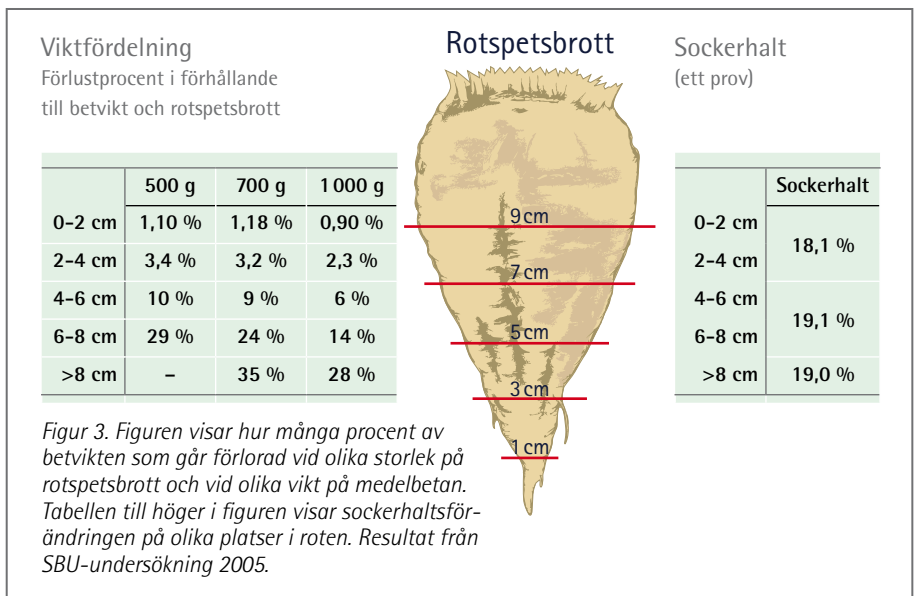 Viktfördelning
Förlustprocent i förhållande
till betvikt och rotspetsbrott
500 g 700 g 1 000 g
0–2 cm 1,10 % 1,18 % 0,90 %
2–4 cm 3,4 % 3,2 % 2,3 %
4–6 cm 10 % 9 % 6 %
6–8 cm 29 % 24 % 14 %
>8 cm – 35 % 28 %
Rotspetsbrott
9 cm
7 cm
5 cm
3 cm
1 cm
Sockerhalt
(ett prov)
Sockerhalt
0–2 cm
18,1 %
2–4 cm
4–6 cm
19,1 %
6–8 cm
>8 cm 19,0 %
Figur 3. Figuren visar hur många procent av
betvikten som går förlorad vid olika storlek på
rotspetsbrott och vid olika vikt på medelbetan.
Tabellen till höger i figuren visar sockerhaltsför-
ändringen på olika platser i roten. Resultat från
SBU-undersökning 2005.